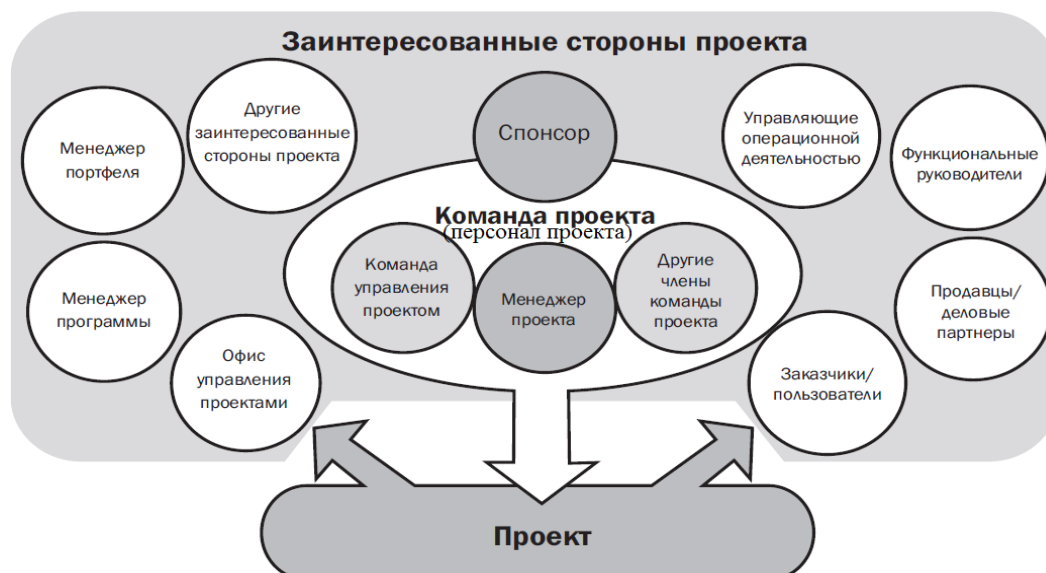 Заинтересованные стороны проекта
Менеджер
портфеля
Другие
заинтересованные
стороны проекта
Спонсор
Управляющие
операционной
деятельностью
Функциональные
руководители
Команда проекта
(персонал проекта)
Менеджер
программы
Команда
управления
проектом
Менеджер
проекта
Другие
члены
команды
проекта
Продавцы/
деловые
партнеры
Офис
управления
проектами
Заказчики/
пользователи
Проект